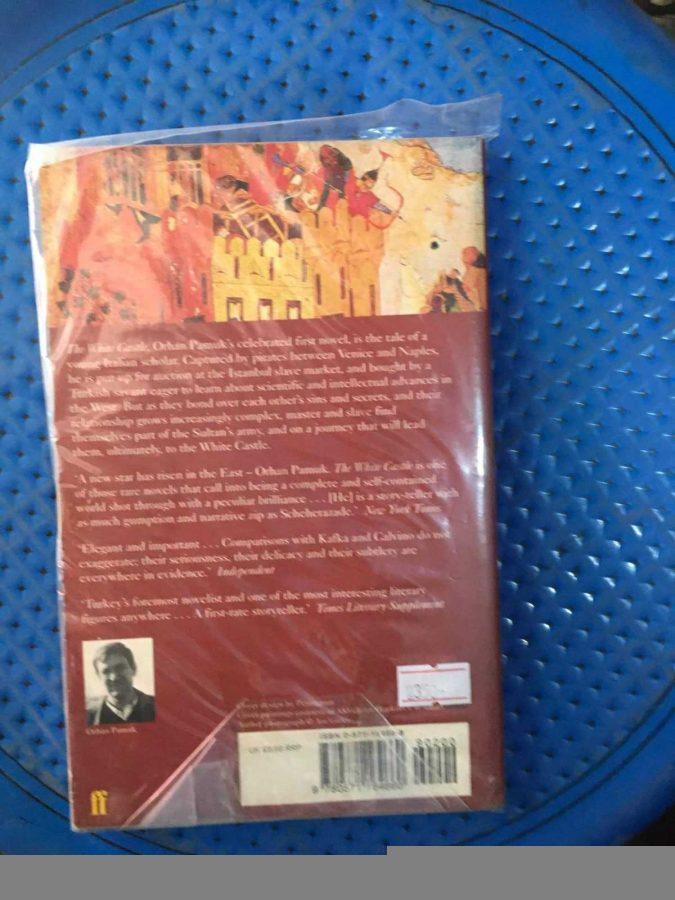 The White Castle, Orhan Pamuk's celebrated first novel, is the tale of a
young Italian scholar. Captured by pirates between Venice and Naples,
he is put up for auction at the Istanbul slave market, and bought by a
Turkish savant eager to learn about scientific and intellectual advances in
the West. But as they bond over each other's sins and secrets, and their
relationship grows increasingly complex, master and slave find
themselves part of the Sultan's army, and on a journey that will lead
them, ultimately, to the White Castle.
'A new star has risen in the East – Orhan Pamuk. The White Castle is one
of those rare novels that call into being a complete and self-contained
world shot through with a peculiar brilliance . . . [He] is a story-teller with
as much gumption and narrative zip as Scheherazade.' New York Times
'Elegant and important . . . Comparisons with Kafka and Calvino do not
exaggerate; their seriousness, their delicacy and their subtlety are
everywhere in evidence.' Independent
'Turkey's foremost novelist and one of the most interesting literary
figures anywhere . . . A first-rate storyteller.' Times Literary Supplement
Orhan Pamuk
Cover design by
ISBN 0-571-
UK RRP
ff